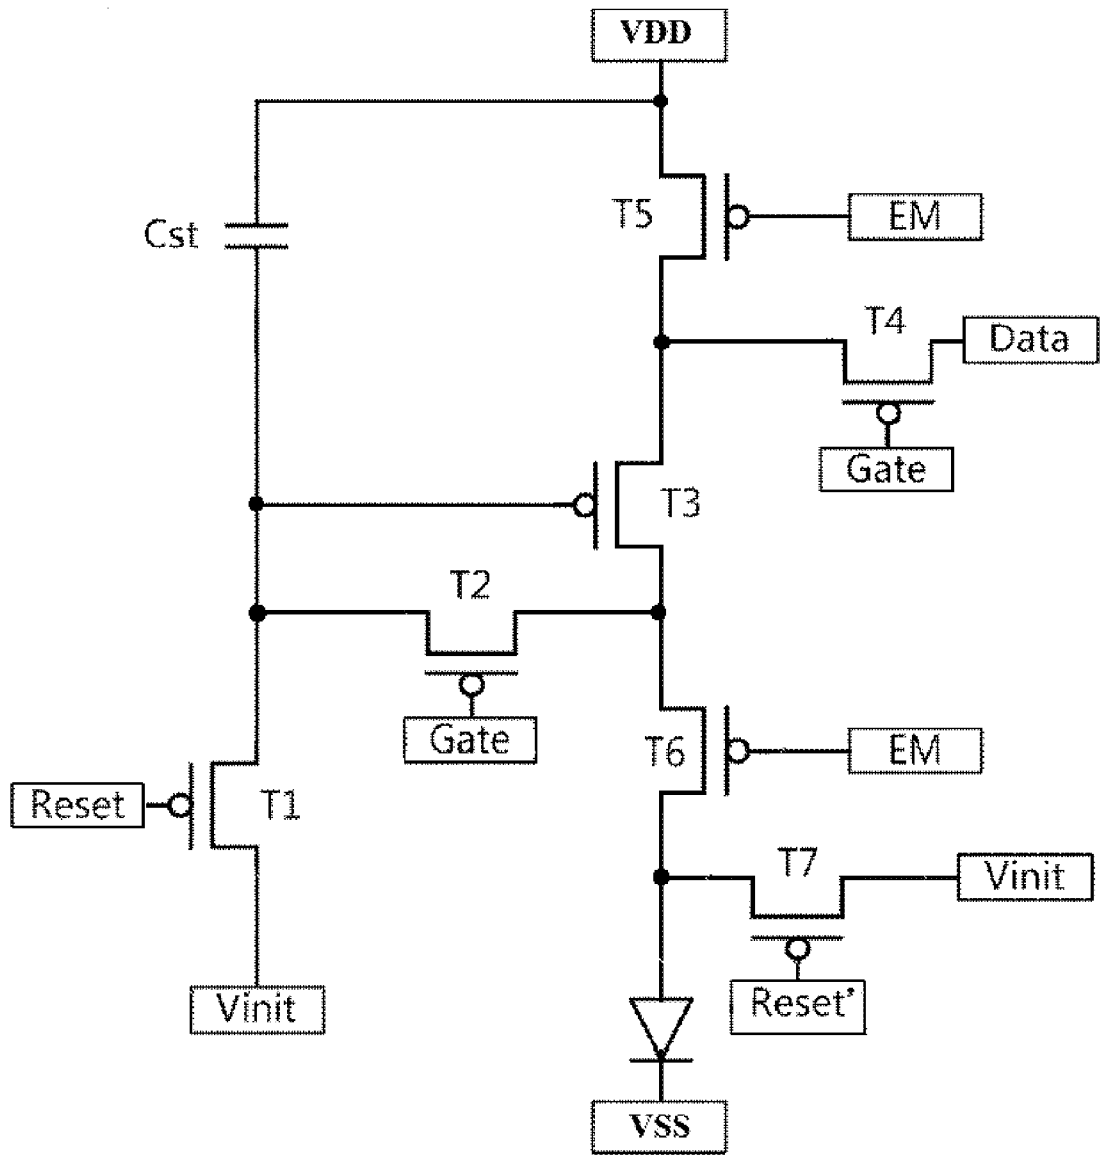 VDD
T5
EM
Cst
T4
Data
Gate
T3
T2
Gate
T6
EM
Reset
T1
T7
Vinit
Vinit
Reset'
VSS